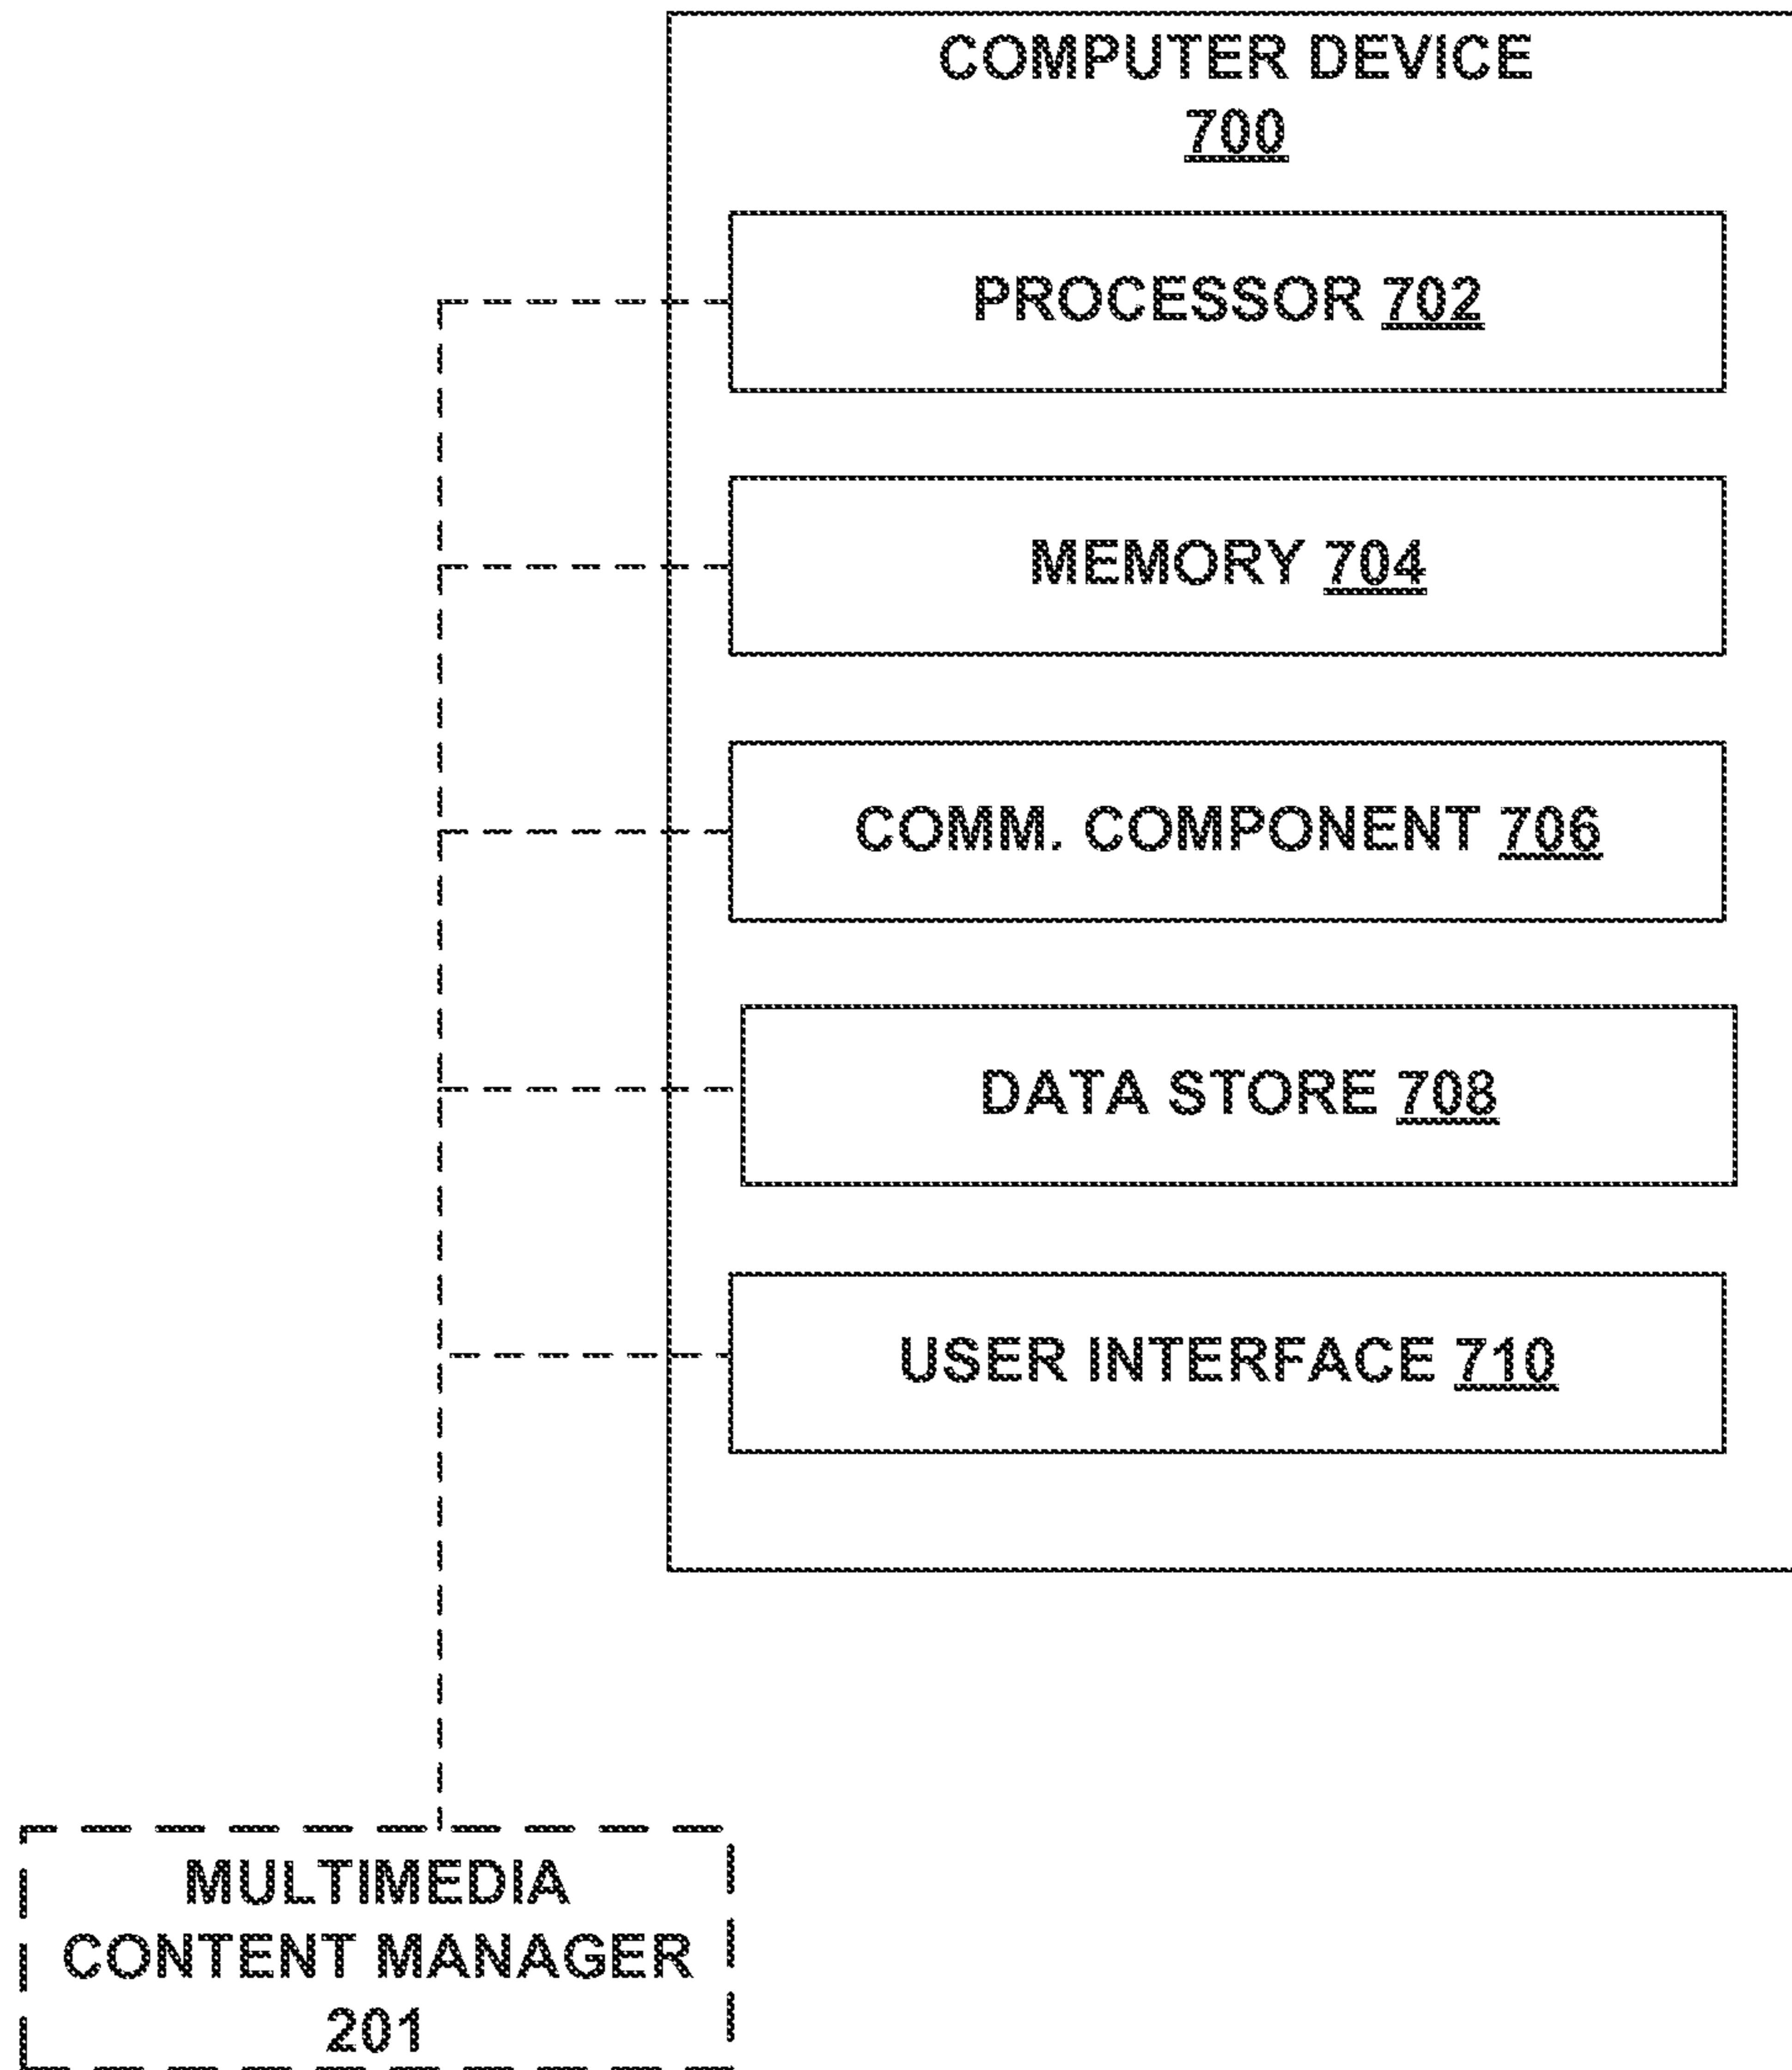 COMPUTER DEVICE
700
PROCESSOR 702
MEMORY 704
COMM. COMPONENT 706
DATA STORE 708
USER INTERFACE 710
MULTIMEDIA
CONTENT MANAGER
201